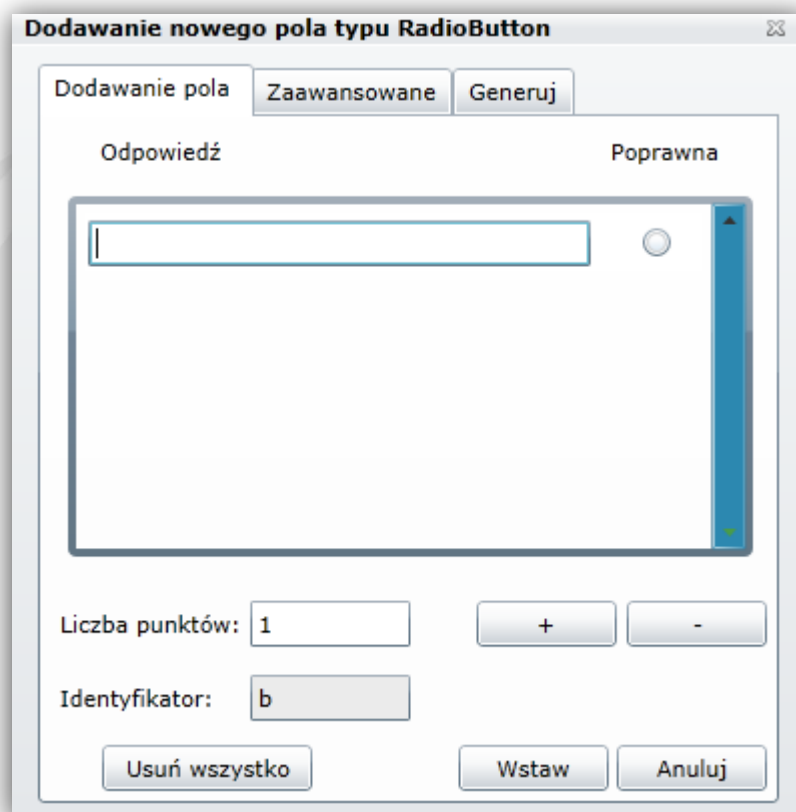 Dodawanie nowego pola typu RadioButton
Dodawanie pola Zaawansowane Generuj
Odpowiedź Poprawna
Liczba punktów: 1 + -
Identyfikator: b
Usuń wszystko Wstaw Anuluj